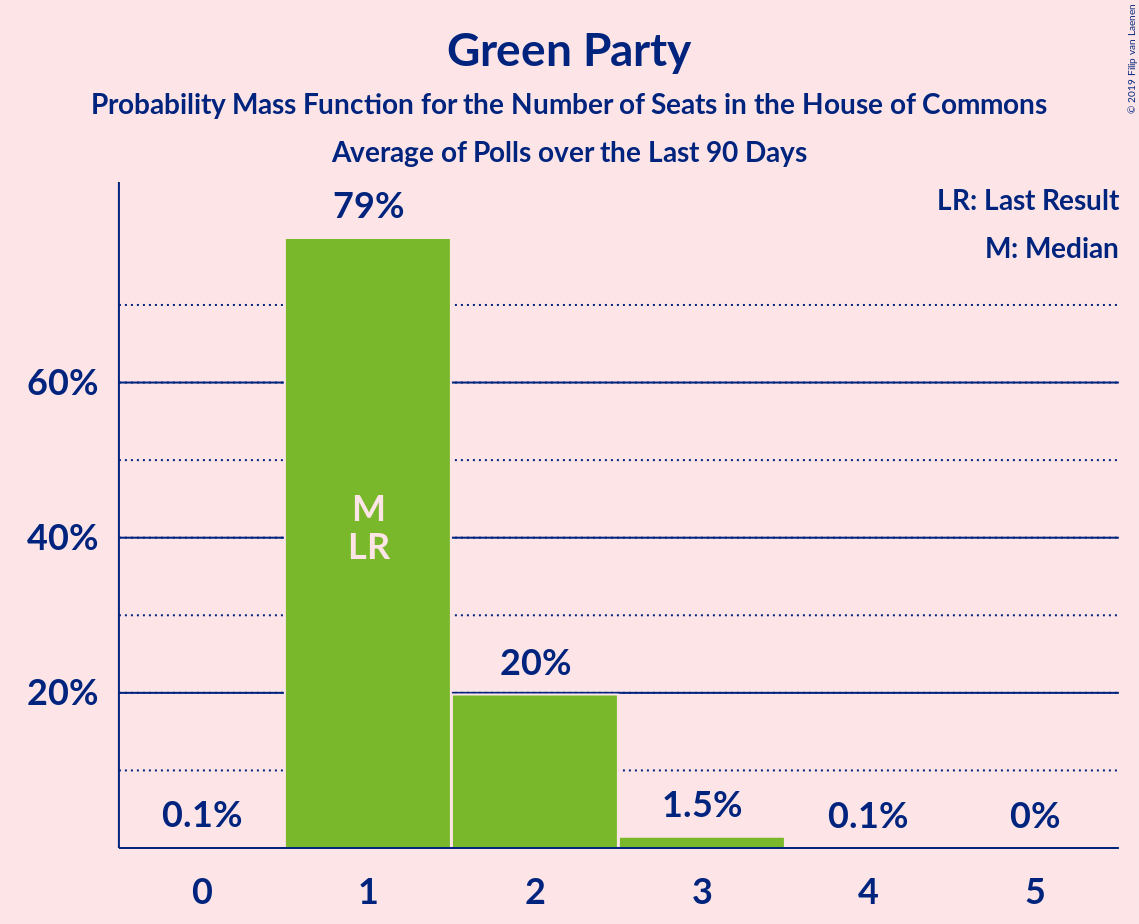 Green Party
Probability Mass Function for the Number of Seats in the House of Commons
Average of Polls over the Last 90 Days
© 2019 Filip van Laenen
LR: Last Result
M: Median
79%
60%
M
40%
LR
20%
20%
0.1%
1.5%
0.1%
0%
0 1 2 3 4 5